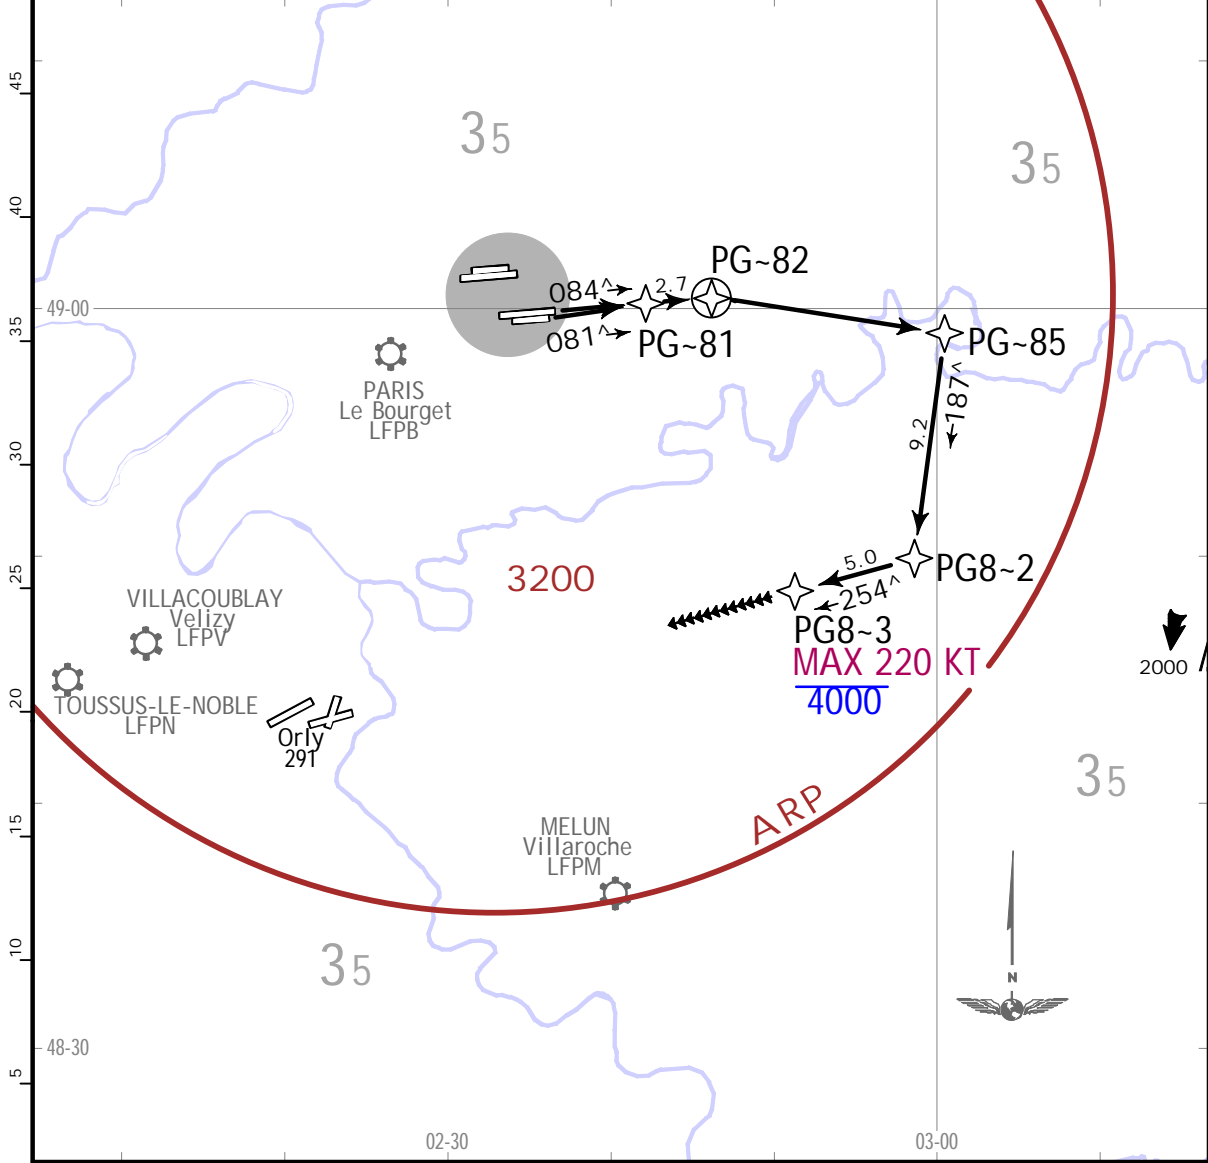 45
35
35
40
PG~82
084^
2.7
49-00
35
081^
PG~81
PG~85
187^
PARIS
Le Bourget
LFPB
9.2
30
5.0
PG8~2
25
3200
254^
VILLACOUBLAY
Velizy
LFPV
PG8~3
MAX 220 KT
4000
2000
20
TOUSSUS-LE-NOBLE
LFPN
Orly
291
35
ARP
15
MELUN
Villaroche
LFPM
10
35
N
48-30
5
02-30
03-00